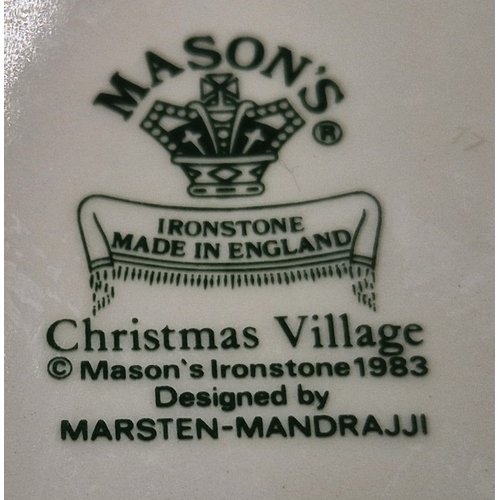 MASON'S®
IRONSTONE
MADE IN ENGLAND
Christmas Village
© Mason's Ironstone 1983
Designed by
MARSTEN-MANDRAJJI